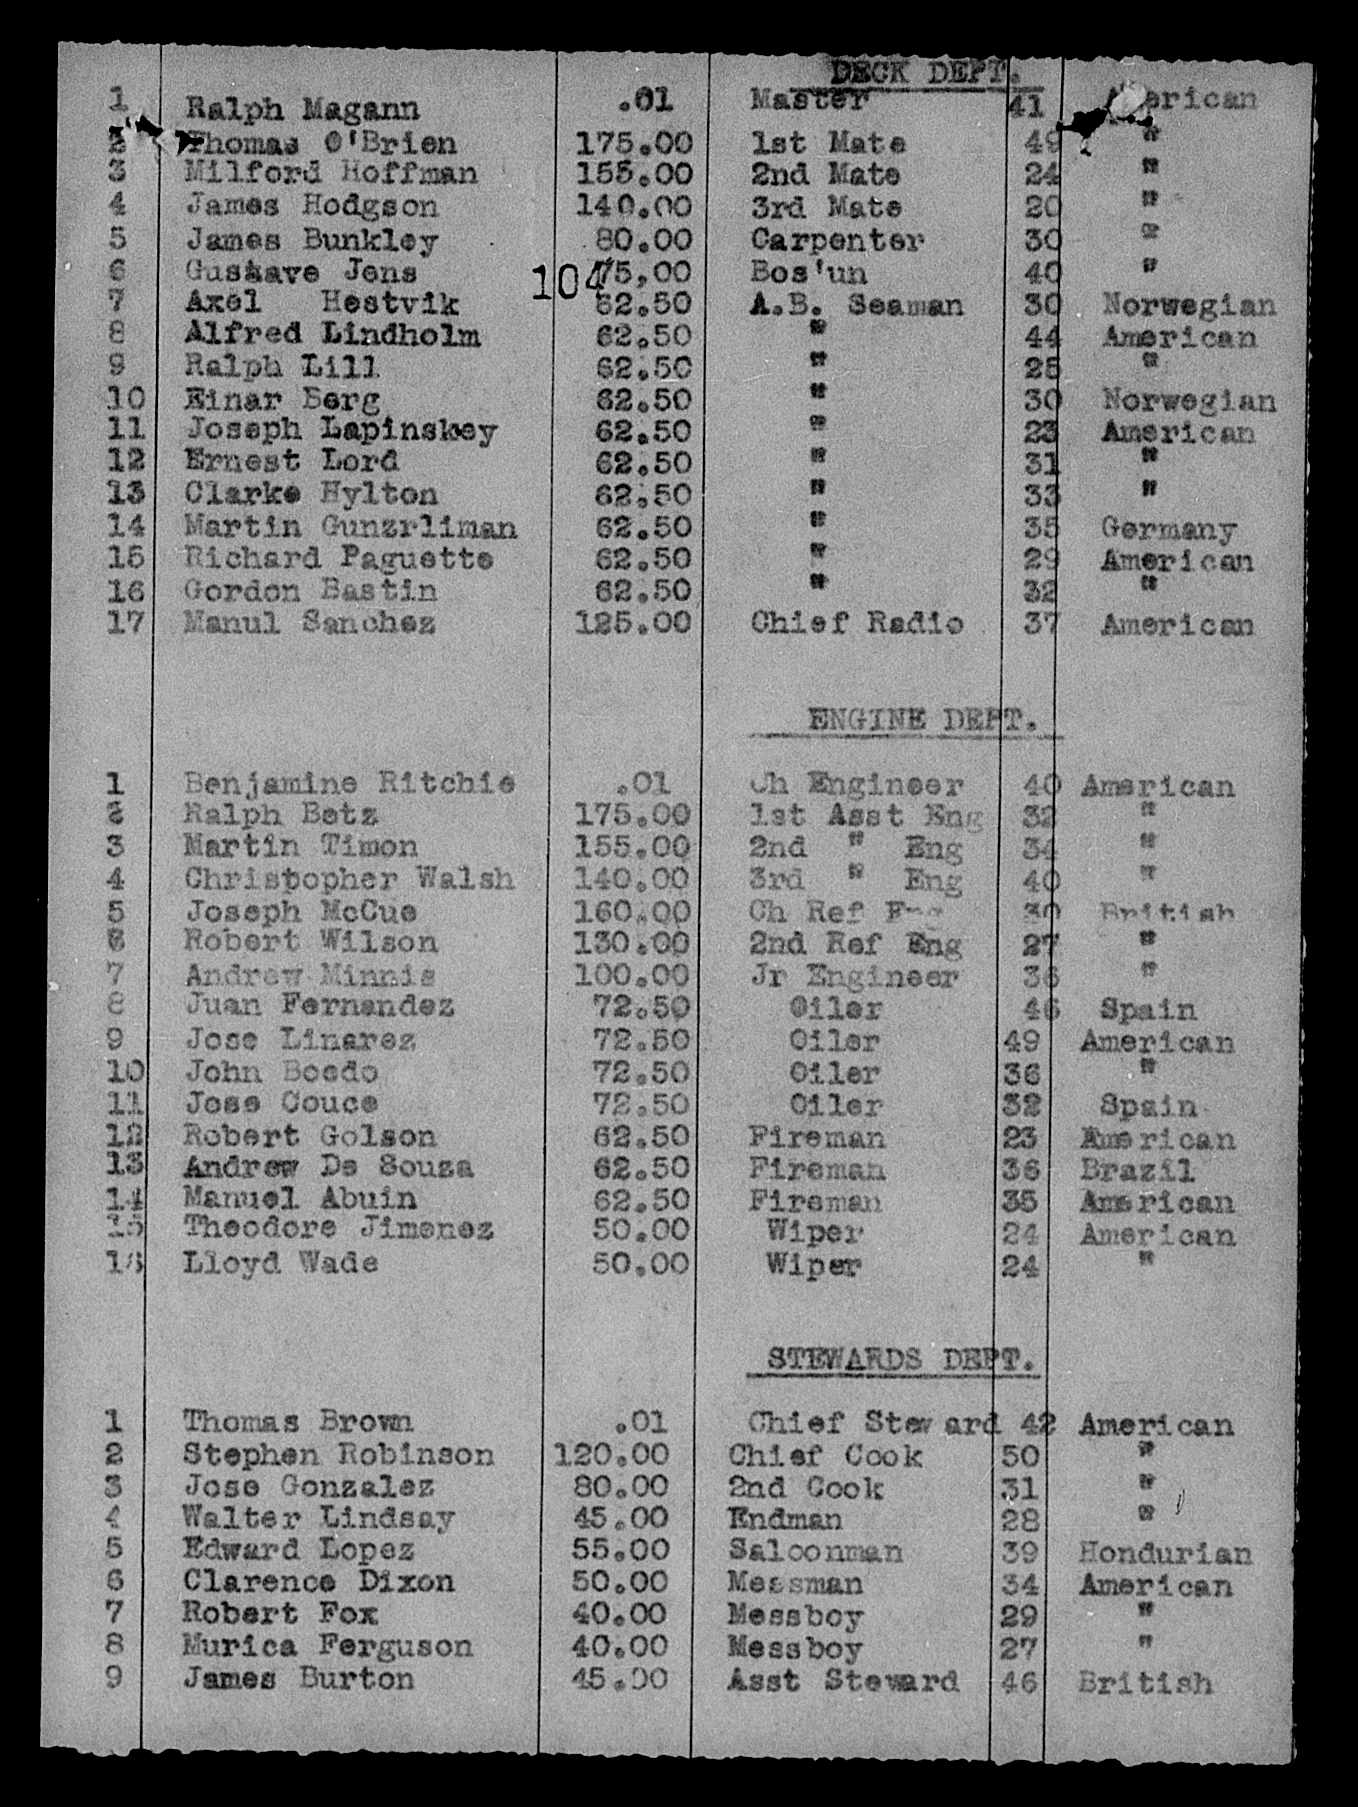 DECK DEPT.
1 Ralph Magann .01 Master 41 American
2 Thomas O'Brien 175.00 1st Mate 49 "
3 Milford Hoffman 155.00 2nd Mate 24 "
4 James Hodgson 140.00 3rd Mate 20 "
5 James Bunkley 80.00 Carpenter 30 "
6 Gustave Jens 75.00 Bos'un 40 "
104
7 Axel Hestvik 62.50 A.B. Seaman 30 Norwegian
8 Alfred Lindholm 62.50 " 44 American
9 Ralph Lill 62.50 " 25 "
10 Einar Berg 62.50 " 30 Norwegian
11 Joseph Lapinskey 62.50 " 23 American
12 Ernest Lord 62.50 " 31 "
13 Clarke Hylton 62.50 " 33 "
14 Martin Gunzrliman 62.50 " 35 Germany
15 Richard Paguette 62.50 " 29 American
16 Gordon Bastin 62.50 " 32 "
17 Manul Sanchez 125.00 Chief Radio 37 American
ENGINE DEPT.
1 Benjamine Ritchie .01 Ch Engineer 40 American
2 Ralph Betz 175.00 1st Asst Eng 32 "
3 Martin Timon 155.00 2nd " Eng 34 "
4 Christopher Walsh 140.00 3rd " Eng 40 "
5 Joseph McCue 160.00 Ch Ref Eng 30 British
6 Robert Wilson 130.00 2nd Ref Eng 27 "
7 Andrew Minnis 100.00 Jr Engineer 36 "
8 Juan Fernandez 72.50 Oiler 46 Spain
9 Jose Linarez 72.50 Oiler 49 American
10 John Boedo 72.50 Oiler 36 "
11 Jose Couce 72.50 Oiler 32 Spain
12 Robert Golson 62.50 Fireman 23 American
13 Andrew De Souza 62.50 Fireman 36 Brazil
14 Manuel Abuin 62.50 Fireman 35 American
15 Theodore Jimenez 50.00 Wiper 24 American
16 Lloyd Wade 50.00 Wiper 24 "
STEWARDS DEPT.
1 Thomas Brown .01 Chief Steward 42 American
2 Stephen Robinson 120.00 Chief Cook 50 "
3 Jose Gonzalez 80.00 2nd Cook 31 "
4 Walter Lindsay 45.00 Endman 28 "
5 Edward Lopez 55.00 Saloonman 39 Hondurian
6 Clarence Dixon 50.00 Messman 34 American
7 Robert Fox 40.00 Messboy 29 "
8 Murica Ferguson 40.00 Messboy 27 "
9 James Burton 45.00 Asst Steward 46 British